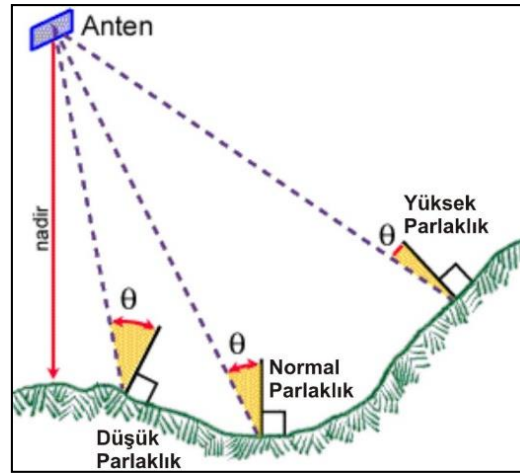 Anten
nadir
Yüksek
Parlaklık
θ
θ
θ
Normal
Parlaklık
Düşük
Parlaklık